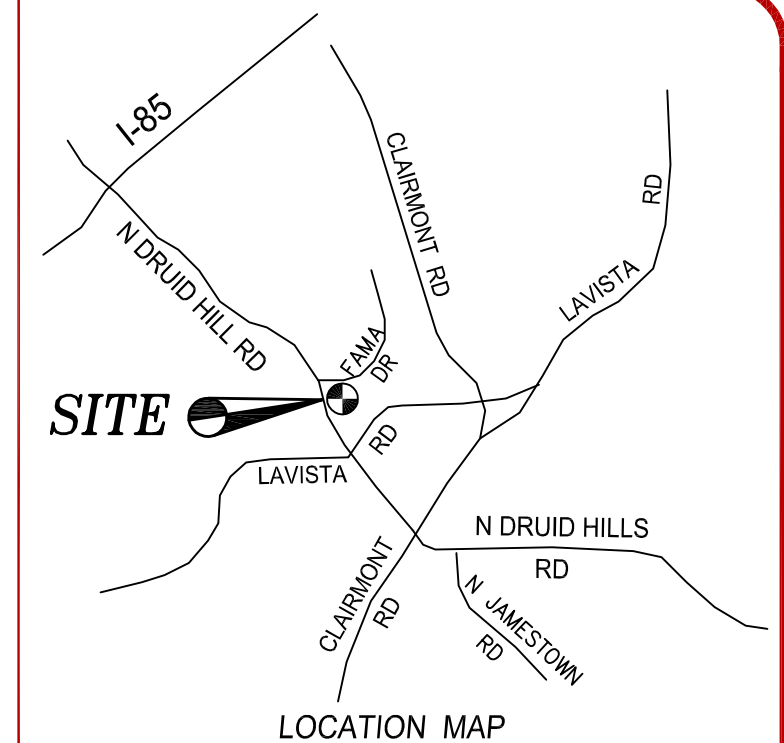 I-85
CLAIRMONT RD
RD
N DRUID HILL RD
LAVISTA
FAMA
DR
SITE
RD
LAVISTA
N DRUID HILLS
RD
CLAIRMONT
RD
N JAMESTOWN
RD
LOCATION MAP